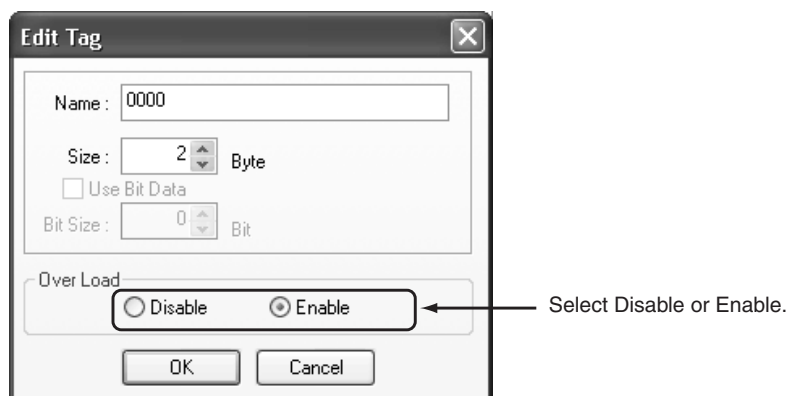 Edit Tag
Name : 0000
Size : 2 Byte
Use Bit Data
Bit Size : 0 Bit
Over Load
Disable Enable
Select Disable or Enable.
OK Cancel